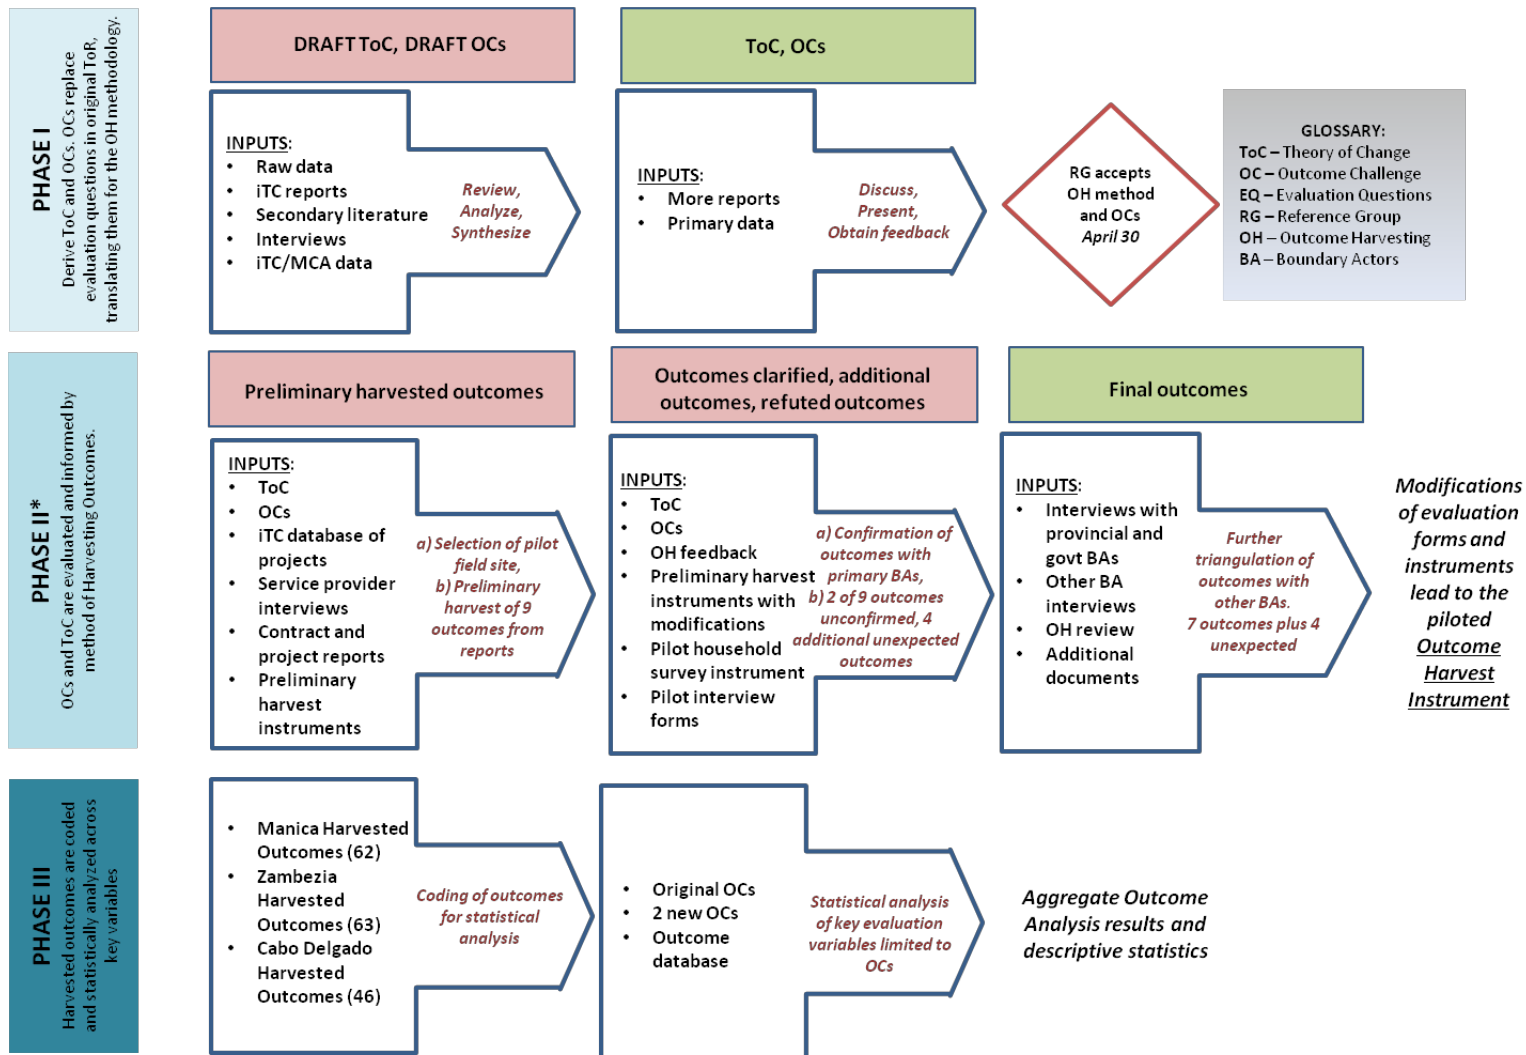 PHASE I
Derive ToC and OCs. OCs replace
evaluation questions in original ToR,
translating them for the OH methodology.
DRAFT ToC, DRAFT OCs
INPUTS:
• Raw data
• iTC reports
• Secondary literature
• Interviews
• iTC/MCA data
Review,
Analyze,
Synthesize
ToC, OCs
INPUTS:
• More reports
• Primary data
Discuss,
Present,
Obtain feedback
RG accepts
OH method
and OCs
April 30
GLOSSARY:
ToC – Theory of Change
OC – Outcome Challenge
EQ – Evaluation Questions
RG – Reference Group
OH – Outcome Harvesting
BA – Boundary Actors
PHASE II*
OCs and ToC are evaluated and informed by
method of Harvesting Outcomes.
Preliminary harvested outcomes
INPUTS:
• ToC
• OCs
• iTC database of
projects
• Service provider
interviews
• Contract and
project reports
• Preliminary
harvest
instruments
a) Selection of pilot
field site,
b) Preliminary
harvest of 9
outcomes from
reports
Outcomes clarified, additional
outcomes, refuted outcomes
INPUTS:
• ToC
• OCs
• OH feedback
• Preliminary harvest
instruments with
modifications
• Pilot household
survey instrument
• Pilot interview
forms
a) Confirmation of
outcomes with
primary BAs,
b) 2 of 9 outcomes
unconfirmed, 4
additional unexpected
outcomes
Final outcomes
INPUTS:
• Interviews with
provincial and
govt BAs
• Other BA
interviews
• OH review
• Additional
documents
Further
triangulation of
outcomes with
other BAs.
7 outcomes plus 4
unexpected
Modifications
of evaluation
forms and
instruments
lead to the
piloted
Outcome
Harvest
Instrument
PHASE III
Harvested outcomes are coded
and statistically analyzed across
key variables
• Manica Harvested
Outcomes (62)
• Zambezia
Harvested
Outcomes (63)
• Cabo Delgado
Harvested
Outcomes (46)
Coding of outcomes
for statistical
analysis
• Original OCs
• 2 new OCs
• Outcome
database
Statistical analysis
of key evaluation
variables limited to
OCs
Aggregate Outcome
Analysis results and
descriptive statistics